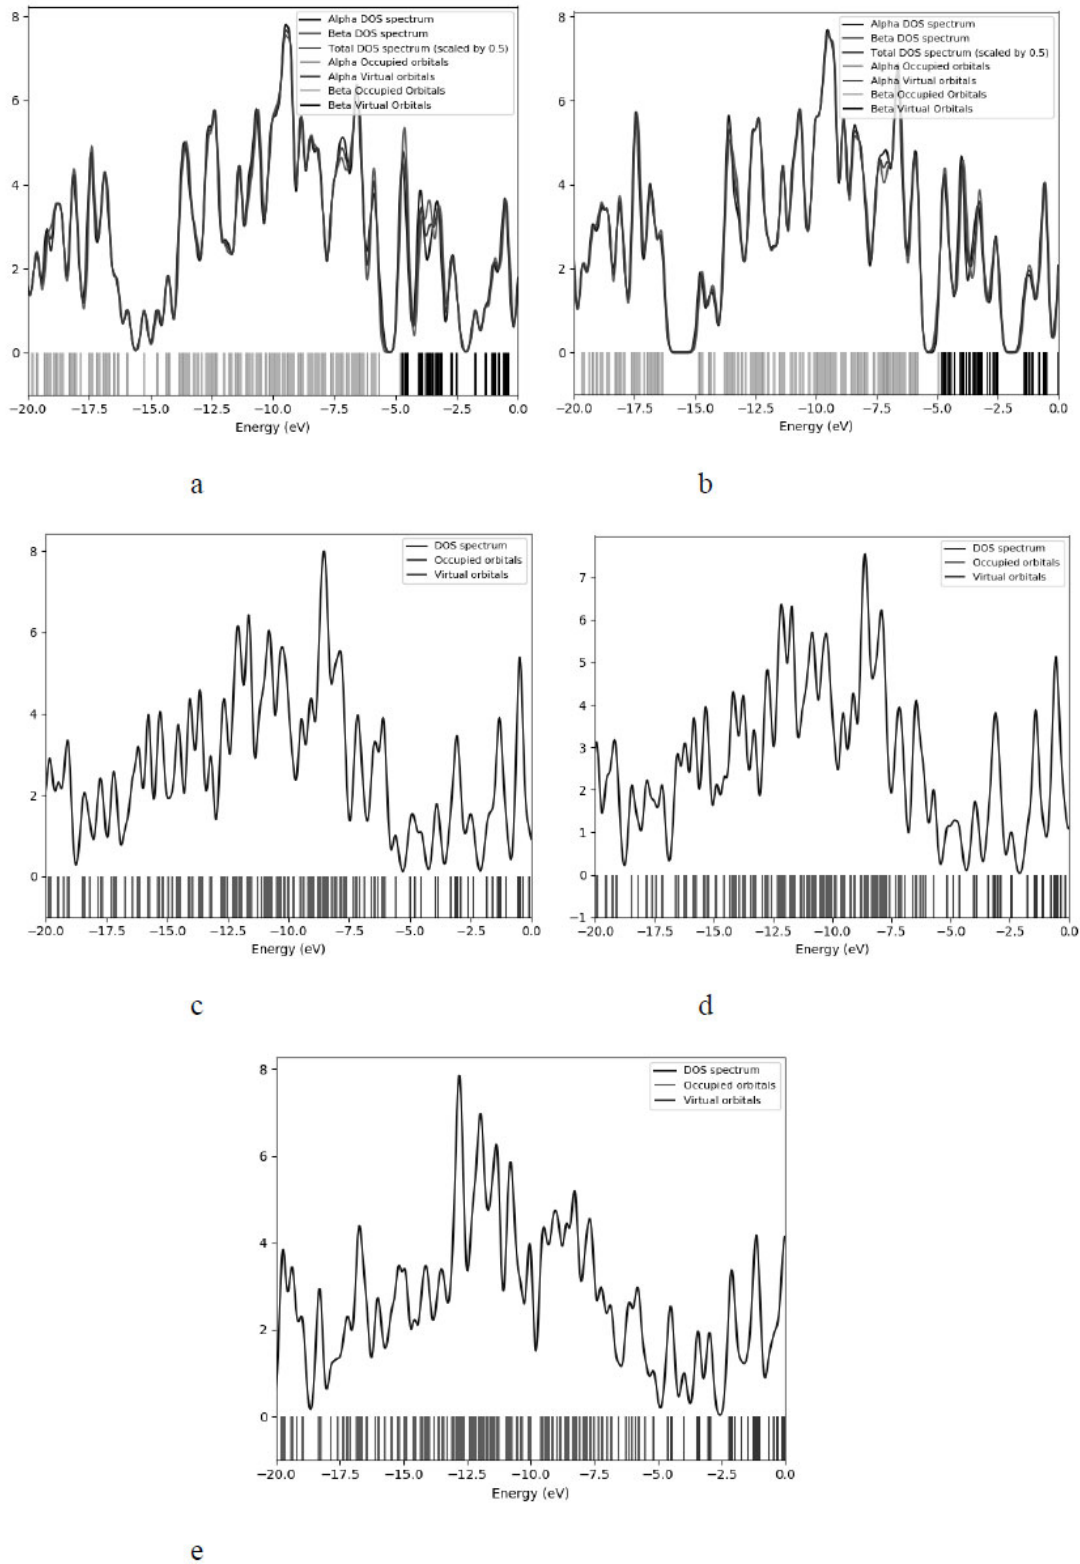 8
6
4
2
0
Alpha DOS spectrum
Beta DOS spectrum
Total DOS spectrum (scaled by 0.5)
Alpha Occupied orbitals
Alpha Virtual orbitals
Beta Occupied Orbitals
Beta Virtual Orbitals
−20.0 −17.5 −15.0 −12.5 −10.0 −7.5 −5.0 −2.5 0.0
Energy (eV)
a
8
6
4
2
0
Alpha DOS spectrum
Beta DOS spectrum
Total DOS spectrum (scaled by 0.5)
Alpha Occupied orbitals
Alpha Virtual orbitals
Beta Occupied Orbitals
Beta Virtual Orbitals
−20.0 −17.5 −15.0 −12.5 −10.0 −7.5 −5.0 −2.5 0.0
Energy (eV)
b
8
6
4
2
0
DOS spectrum
Occupied orbitals
Virtual orbitals
−20.0 −17.5 −15.0 −12.5 −10.0 −7.5 −5.0 −2.5 0.0
Energy (eV)
c
7
6
5
4
3
2
1
0
−1
DOS spectrum
Occupied orbitals
Virtual orbitals
−20.0 −17.5 −15.0 −12.5 −10.0 −7.5 −5.0 −2.5 0.0
Energy (eV)
d
8
6
4
2
0
DOS spectrum
Occupied orbitals
Virtual orbitals
−20.0 −17.5 −15.0 −12.5 −10.0 −7.5 −5.0 −2.5 0.0
Energy (eV)
e